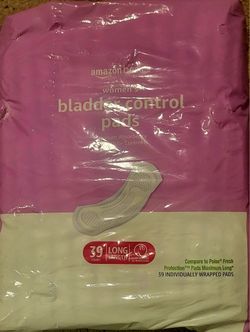 amazon
women's
bladder control
pads
39
LONG
LENGTH
Compare to Poise® Fresh
Protection™ Pads Maximum Long*
39 INDIVIDUALLY WRAPPED PADS